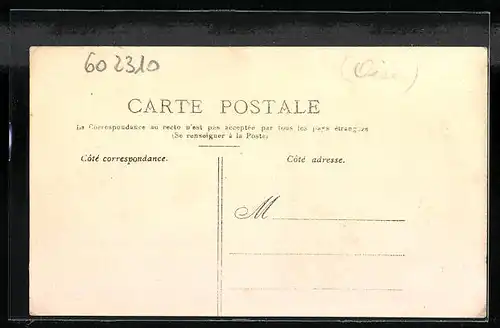 602310
(Oise)
CARTE POSTALE
La Correspondance au recto n'est pas acceptée par tous les pays étrangers
(Se renseigner à la Poste)
Côté correspondance.
Côté adresse.
M